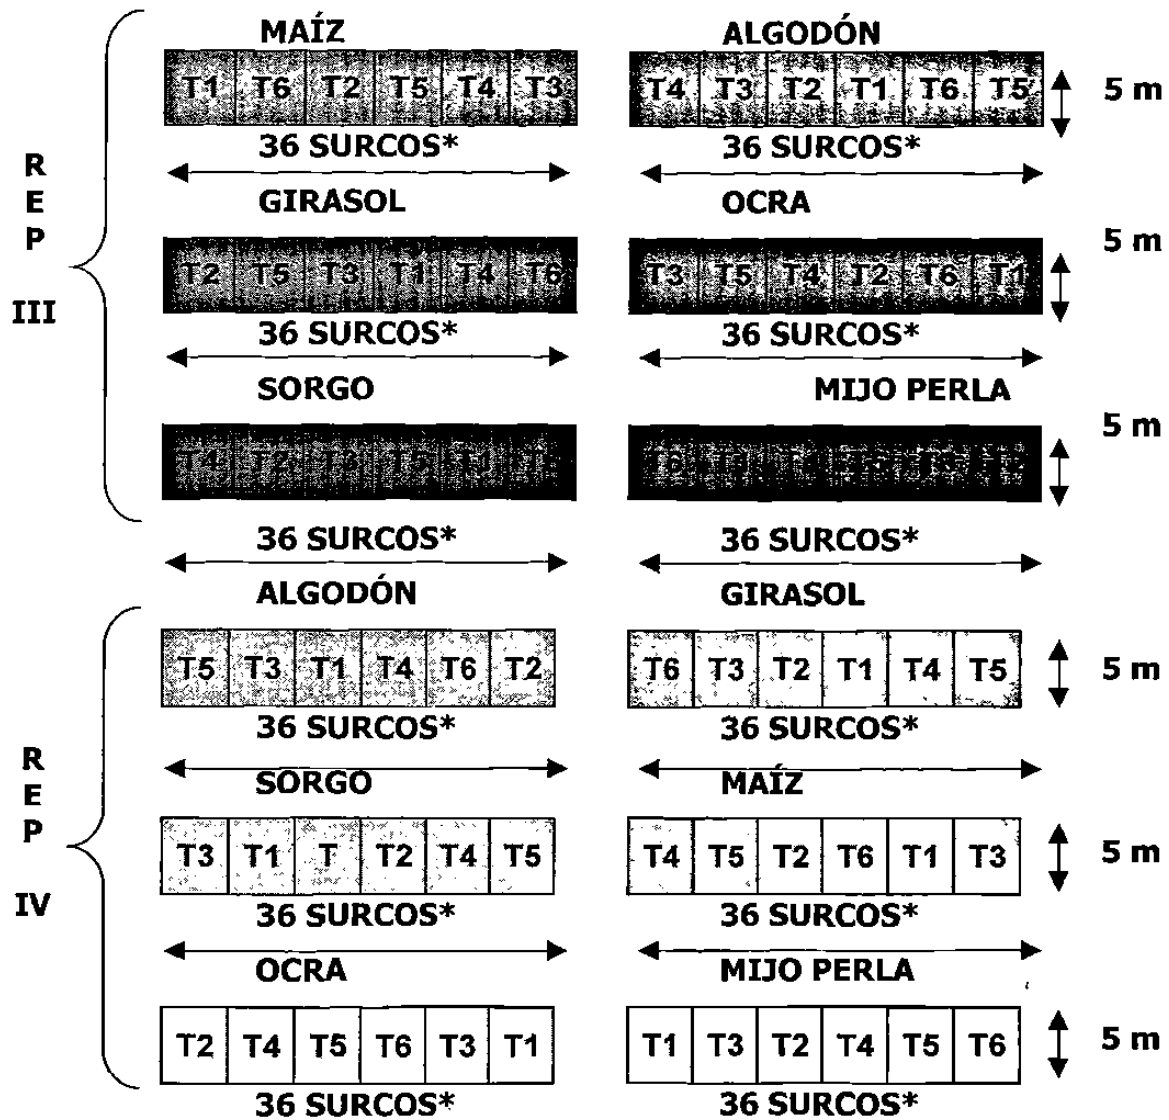 MAÍZ ALGODÓN
T1 T6 T2 T5 T4 T3 T4 T3 T2 T1 T6 T5 5 m
36 SURCOS* 36 SURCOS*
R
E
P
III
GIRASOL OCRA
T2 T5 T3 T1 T4 T6 T3 T5 T4 T2 T6 T1 5 m
36 SURCOS* 36 SURCOS*
SORGO MIJO PERLA
T4 T2 T3 T5 T1 5 m
36 SURCOS* 36 SURCOS*
ALGODÓN GIRASOL
T5 T3 T1 T4 T6 T2 T6 T3 T2 T1 T4 T5 5 m
36 SURCOS* 36 SURCOS*
R
E
P
IV
SORGO MAÍZ
T3 T1 T T2 T4 T5 T4 T5 T2 T6 T1 T3 5 m
36 SURCOS* 36 SURCOS*
OCRA MIJO PERLA
T2 T4 T5 T6 T3 T1 T1 T3 T2 T4 T5 T6 5 m
36 SURCOS* 36 SURCOS*